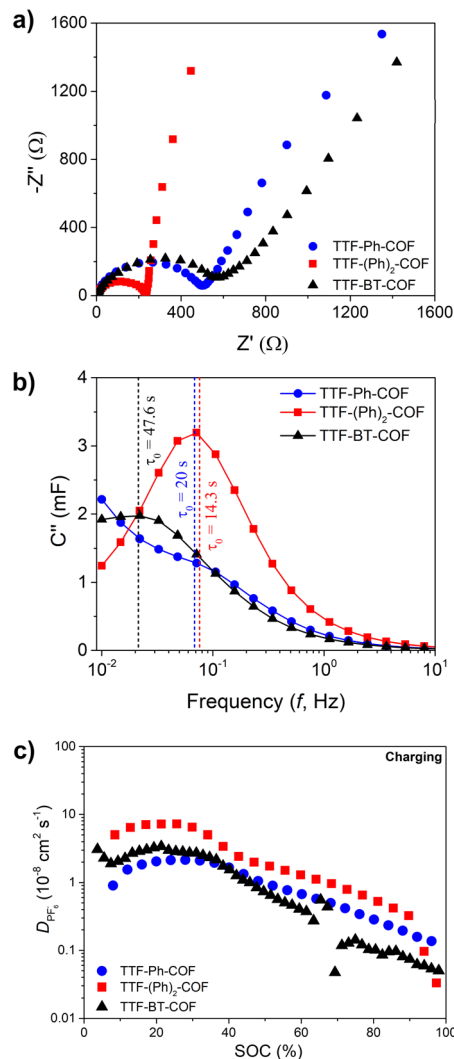 a)
1600
1200
800
400
0
-Z" (Ω)
TTF-Ph-COF
TTF-(Ph)₂-COF
TTF-BT-COF
0 400 800 1200 1600
Z' (Ω)
b)
4
3
2
1
0
C" (mF)
τ₀ = 47.6 s
τ₀ = 20 s
τ₀ = 14.3 s
TTF-Ph-COF
TTF-(Ph)₂-COF
TTF-BT-COF
10⁻² 10⁻¹ 10⁰ 10¹
Frequency (f, Hz)
c)
Charging
100
10
1
0.1
0.01
D_PF₆ (10⁻⁸ cm² s⁻¹)
TTF-Ph-COF
TTF-(Ph)₂-COF
TTF-BT-COF
0 20 40 60 80 100
SOC (%)